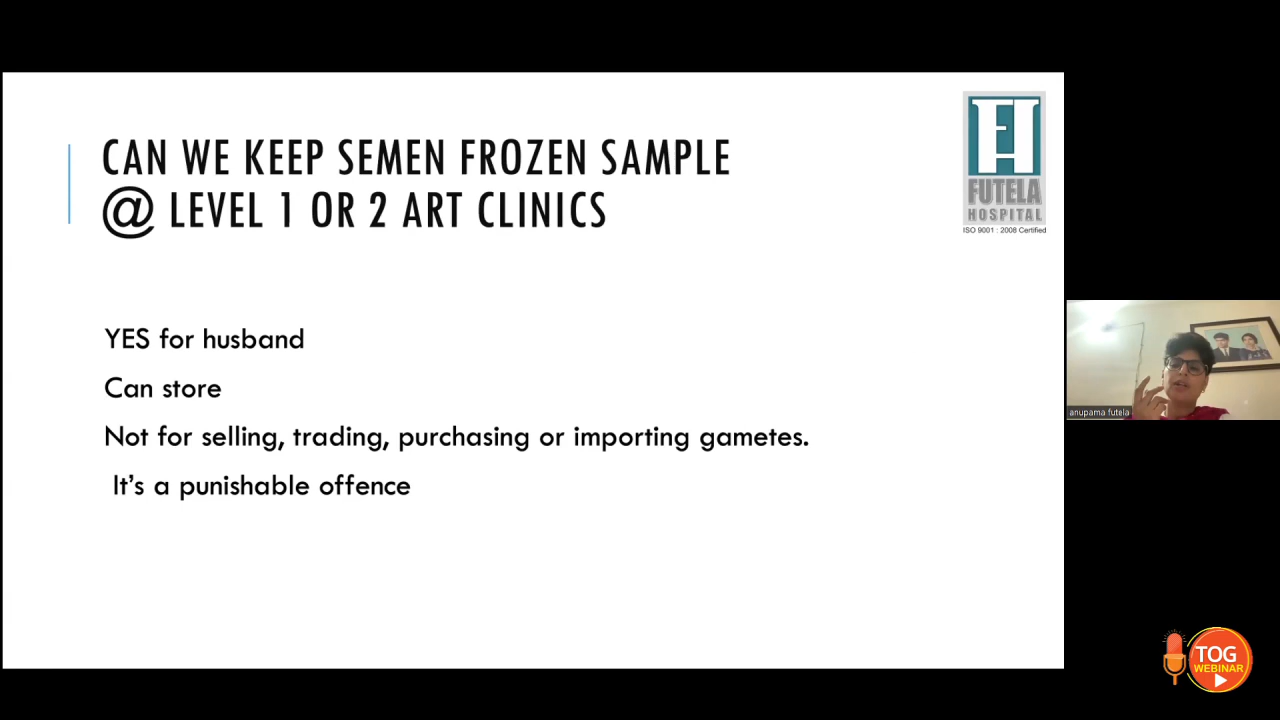 CAN WE KEEP SEMEN FROZEN SAMPLE
@ LEVEL 1 OR 2 ART CLINICS
FH
FUTELA
HOSPITAL
ISO 9001 : 2008 Certified
YES for husband
Can store
Not for selling, trading, purchasing or importing gametes.
It's a punishable offence
anupama futela
TOG
WEBINAR